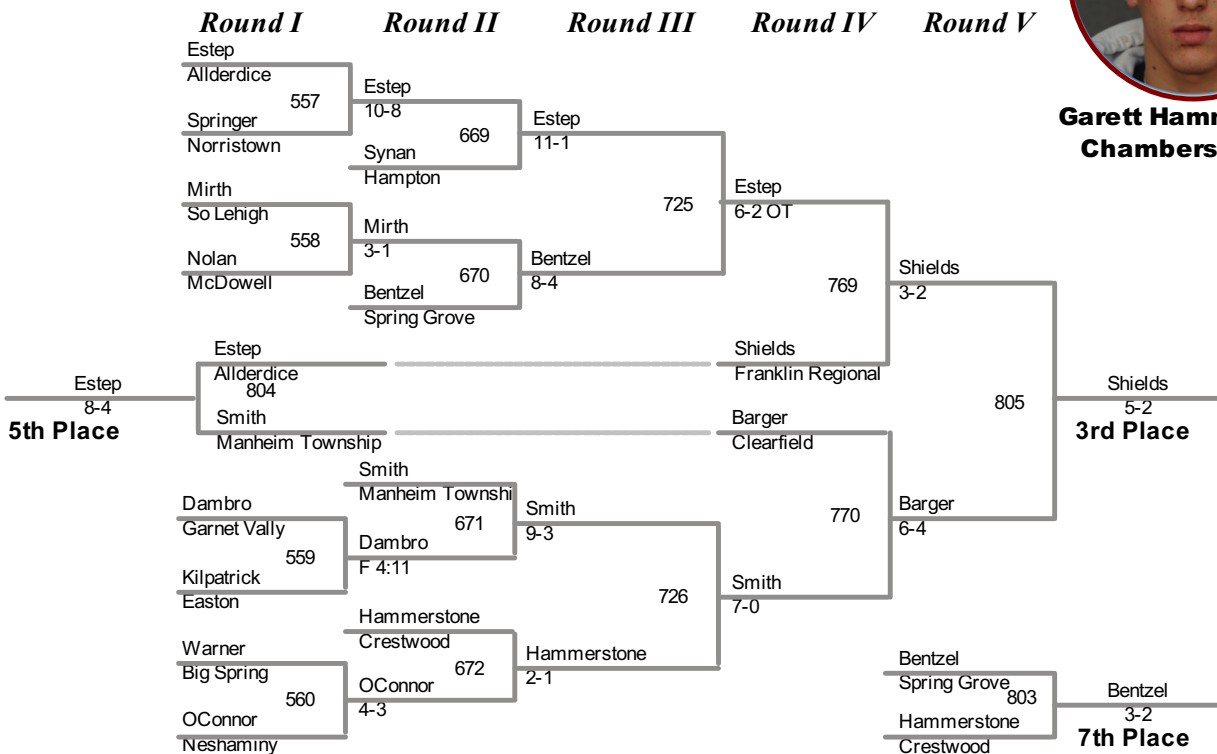 Round I Round II Round III Round IV Round V
Estep
Allderdice
557
Springer
Norristown
Estep
10-8
669
Synan
Hampton
Estep
11-1
Mirth
So Lehigh
558
Nolan
McDowell
Mirth
3-1
670
Bentzel
Spring Grove
Bentzel
8-4
725
Estep
6-2 OT
769
Shields
Franklin Regional
Shields
3-2
Garett
Estep
8-4
5th Place
Estep
Allderdice
804
Smith
Manheim Township
Barger
Clearfield
805
Shields
5-2
3rd Place
Smith
Manheim Townshi
671
Dambro
Garnet Vally
559
Kilpatrick
Easton
Dambro
F 4:11
Smith
9-3
770
Barger
6-4
726
Smith
7-0
Hammerstone
Crestwood
672
Warner
Big Spring
560
OConnor
Neshaminy
OConnor
4-3
Hammerstone
2-1
Bentzel
Spring Grove
803
Hammerstone
Crestwood
Bentzel
3-2
7th Place